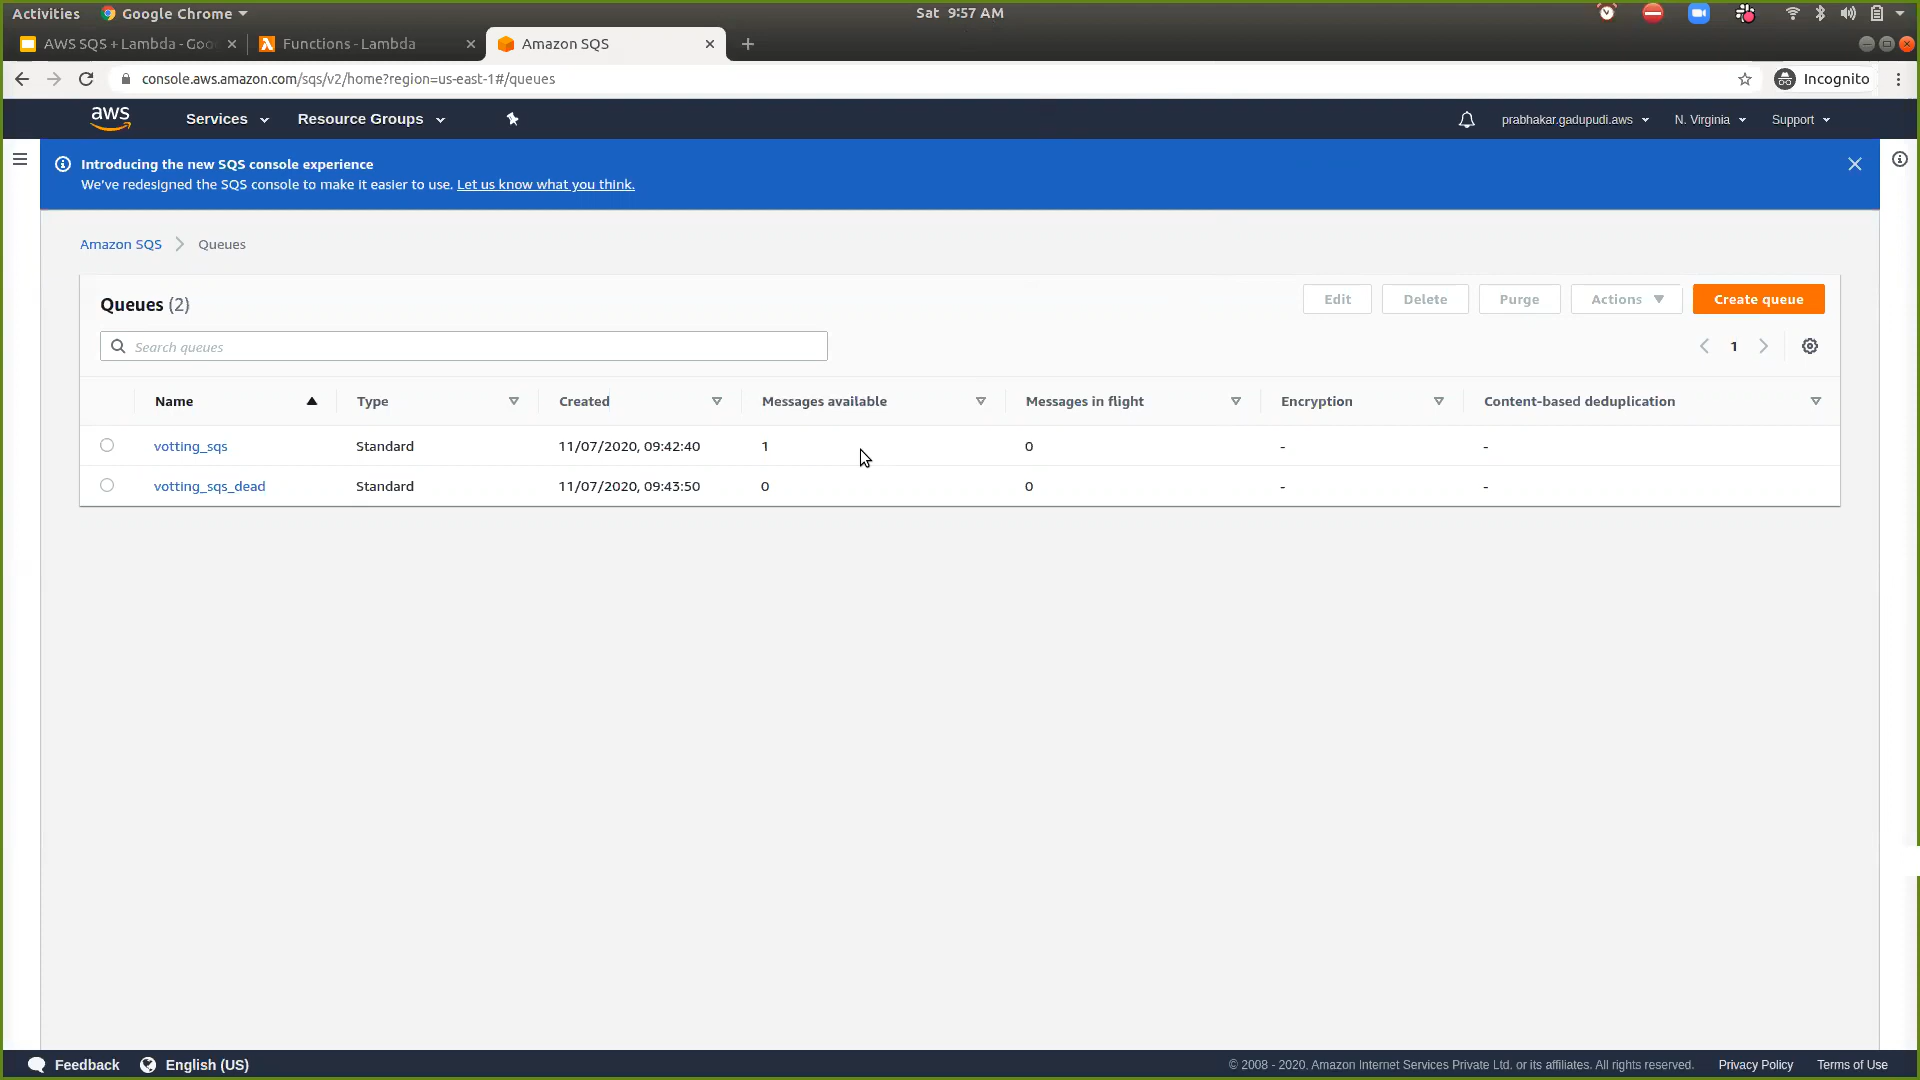 Activities Google Chrome Sat 9:57 AM
AWS SQS + Lambda - Goo Functions - Lambda Amazon SQS
console.aws.amazon.com/sqs/v2/home?region=us-east-1#/queues Incognito
aws Services Resource Groups prabhakar.gadupudi.aws N. Virginia Support
Introducing the new SQS console experience
We've redesigned the SQS console to make it easier to use. Let us know what you think.
Amazon SQS Queues
Queues (2) Edit Delete Purge Actions Create queue
Search queues 1
Name Type Created Messages available Messages in flight Encryption Content-based deduplication
votting_sqs Standard 11/07/2020, 09:42:40 1 0 - -
votting_sqs_dead Standard 11/07/2020, 09:43:50 0 0 - -
Feedback English (US) © 2008 - 2020, Amazon Internet Services Private Ltd. or its affiliates. All rights reserved. Privacy Policy Terms of Use